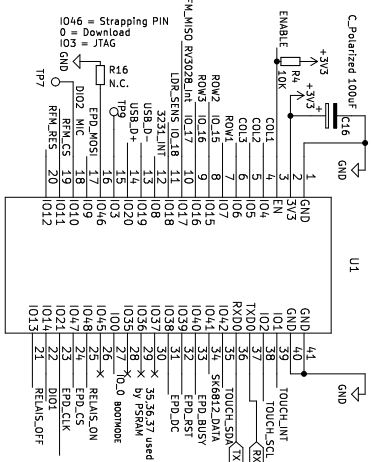 IO46 = Strapping PIN
0 = Download
IO3 = JTAG
GND
TP7
R16
N.C.
TP9
ENABLE
R4
10K
+3V3
+3V3
C_Polarized 100uF
C16
+
GND
RFM_RES
RFM_CS
DIO2
MIC
EPD_MOSI
USB_D+
USB_D-
3231_INT
LDR_SENS IO_18
FM_MISO RV3028_Int IO_17
ROW3 IO_16
ROW2 IO_15
ROW1
COL3
COL2
COL1
20
19
18
17
16
15
14
13
12
11
10
9
8
7
6
5
4
3
2
1
IO12
IO11
IO10
IO9
IO46
IO3
IO20
IO19
IO8
IO18
IO17
IO16
IO15
IO7
IO6
IO5
IO4
EN
3V3
GND
U1
IO13
IO14
IO21
IO47
IO48
IO45
IO0
IO35
IO36
IO37
IO38
IO39
IO40
IO41
IO42
RXD0
TXD0
IO2
IO1
GND
GND
21
22
23
24
25
26
27
28
29
30
31
32
33
34
35
36
37
38
39
40
41
RELAIS_OFF
DIO1
EPD_CLK
EPD_CS
RELAIS_ON
IO_0 BOOTMODE
35,36,37 used
by PSRAM
EPD_DC
EPD_RST
EPD_BUSY
SK6812_DATA
TOUCH_SDA
TX
RX
TOUCH_SCL
TOUCH_INT
GND